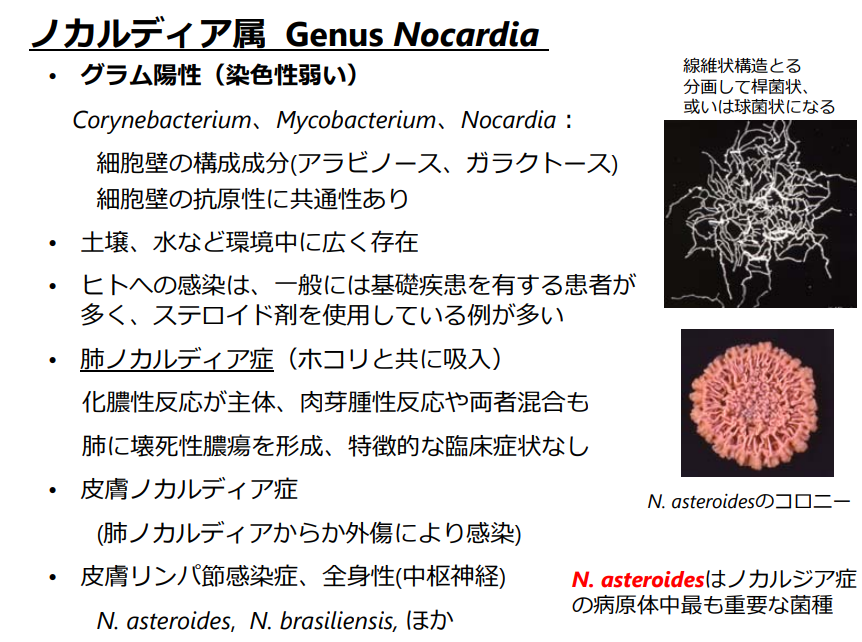 ノカルディア属 Genus Nocardia
• グラム陽性（染色性弱い）
Corynebacterium、Mycobacterium、Nocardia：
細胞壁の構成成分(アラビノース、ガラクトース)
細胞壁の抗原性に共通性あり
• 土壌、水など環境中に広く存在
• ヒトへの感染は、一般には基礎疾患を有する患者が
多く、ステロイド剤を使用している例が多い
• 肺ノカルディア症（ホコリと共に吸入）
化膿性反応が主体、肉芽腫性反応や両者混合も
肺に壊死性膿瘍を形成、特徴的な臨床症状なし
• 皮膚ノカルディア症
(肺ノカルディアからか外傷により感染)
• 皮膚リンパ節感染症、全身性(中枢神経)
N. asteroides, N. brasiliensis, ほか
線維状構造とる
分画して桿菌状、
或いは球菌状になる
N. asteroidesのコロニー
N. asteroidesはノカルジア症
の病原体中最も重要な菌種